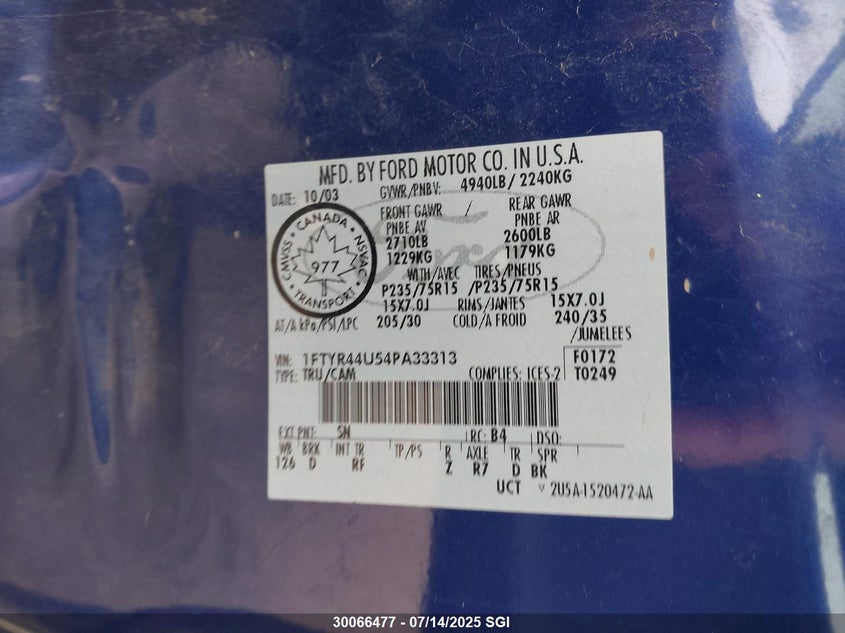 MFD. BY FORD MOTOR CO. IN U.S.A.
DATE: 10/03 GVWR/PNBV: 4940LB/ 2240KG
FRONT GAWR / REAR GAWR
PNBE AV PNBE AR
2710LB 2600LB
1229KG 1179KG
WITH/AVEC TIRES/PNEUS
P235/75R15 /P235/75R15
15X7.0J RIMS/JANTES 15X7.0J
AT/A kPa/PSI/LPC 205/30 COLD/A FROID 240/35
/JUMELEES
CANADA
CMVSS NSVAC
977
TRANSPORT
Ford
VIN: 1FTYR44U54PA33313 F0172
TYPE: TRU/CAM COMPLIES: ICES-2 T0249
EXT PNT: SN RC: B4 DSO:
WB BRK INT TR TP/PS R AXLE TR SPR
126 D RF Z R7 D BK
UCT ▽ 2U5A-1520472-AA
30066477 - 07/14/2025 SGI